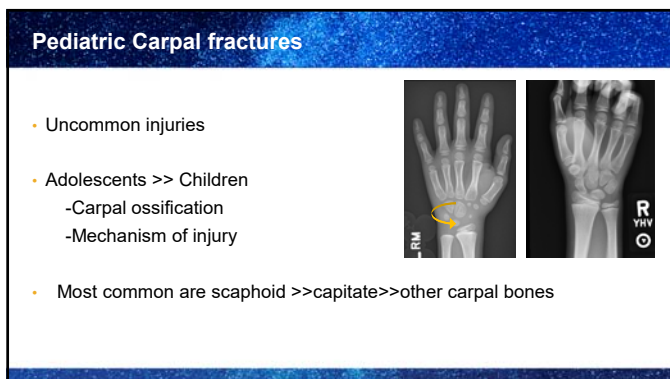 Pediatric Carpal fractures
• Uncommon injuries
• Adolescents >> Children
-Carpal ossification
-Mechanism of injury
LRM
R
YHV
• Most common are scaphoid >>capitate>>other carpal bones